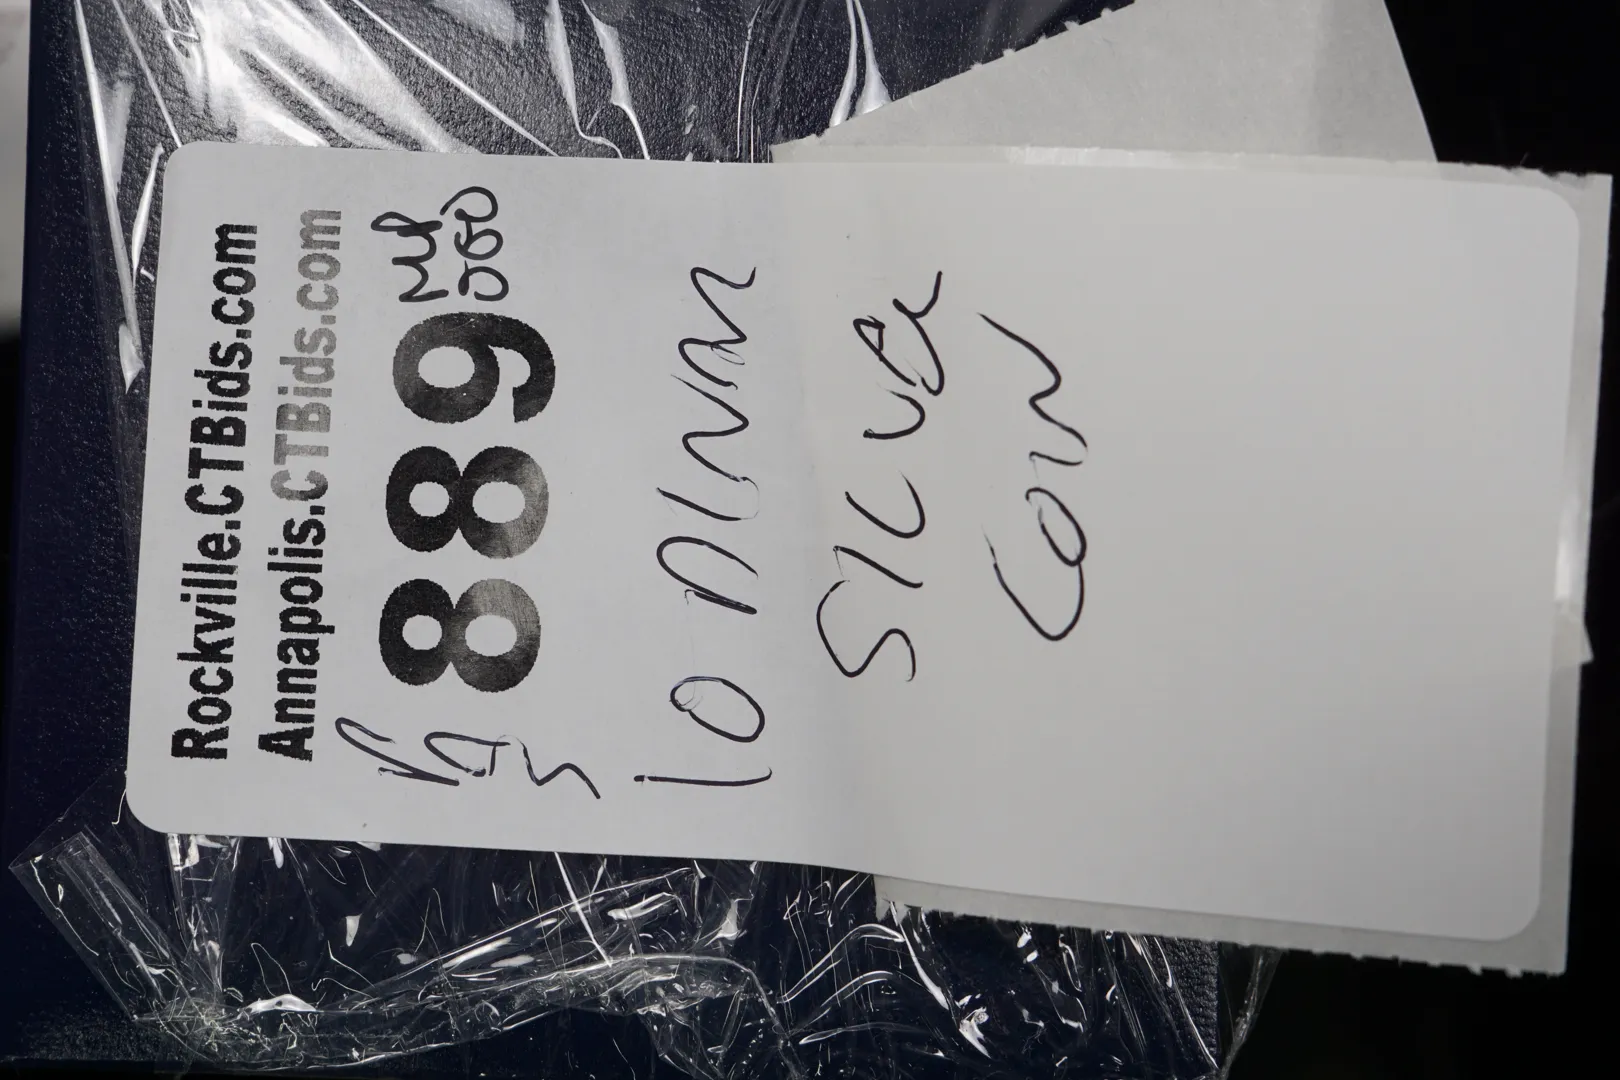 Rockville.CTBids.com
Annapolis.CTBids.com
889
10 DINAR
SILVER
COIN